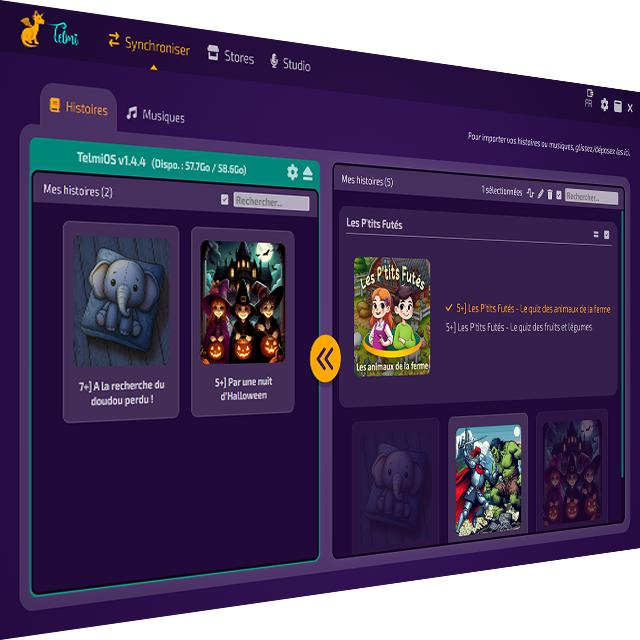 Telmi
Synchroniser
Stores
Studio
FR
Histoires
Musiques
Pour importer vos histoires ou musiques, glissez/déposez les ici.
TelmiOS v1.4.4 (Dispo. : 57.7Go / 58.6Go)
Mes histoires (2)
Rechercher...
7+] A la recherche du
doudou perdu !
5+] Par une nuit
d'Halloween
Mes histoires (5)
1 sélectionnées
Rechercher...
Les P'tits Futés
Les P'tits Futés
Les animaux de la ferme
5+] Les P'tits Futés - Le quiz des animaux de la ferme
5+] Les P'tits Futés - Le quiz des fruits et légumes